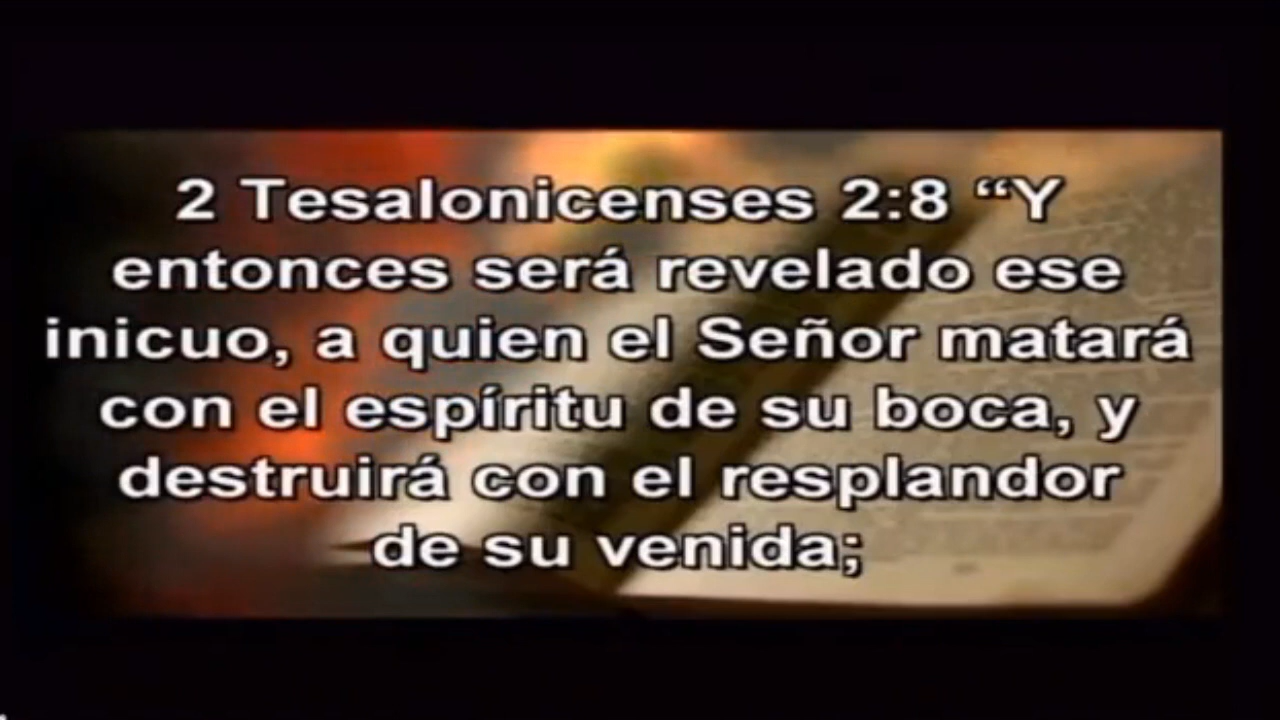 2 Tesalonicenses 2:8 “Y
entonces será revelado ese
inicuo, a quien el Señor matará
con el espíritu de su boca, y
destruirá con el resplandor
de su venida;